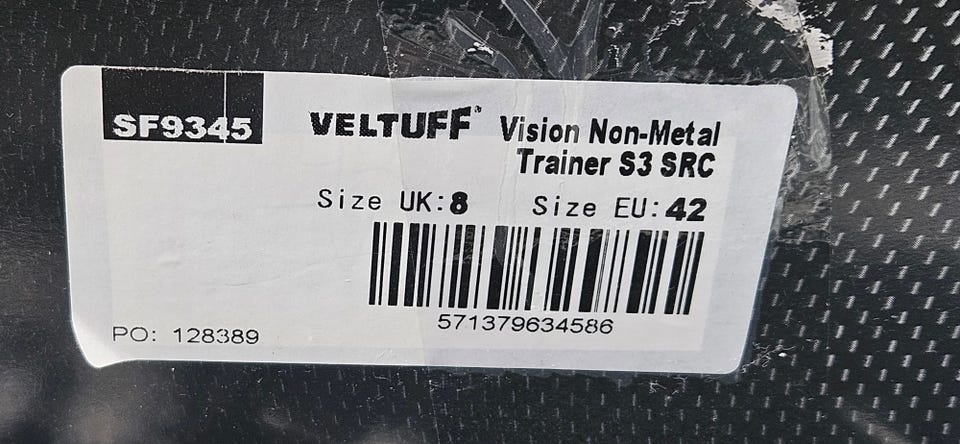 SF9345
VELTUFF® Vision Non-Metal
Trainer S3 SRC
Size UK:8 Size EU:42
571379634586
PO: 128389